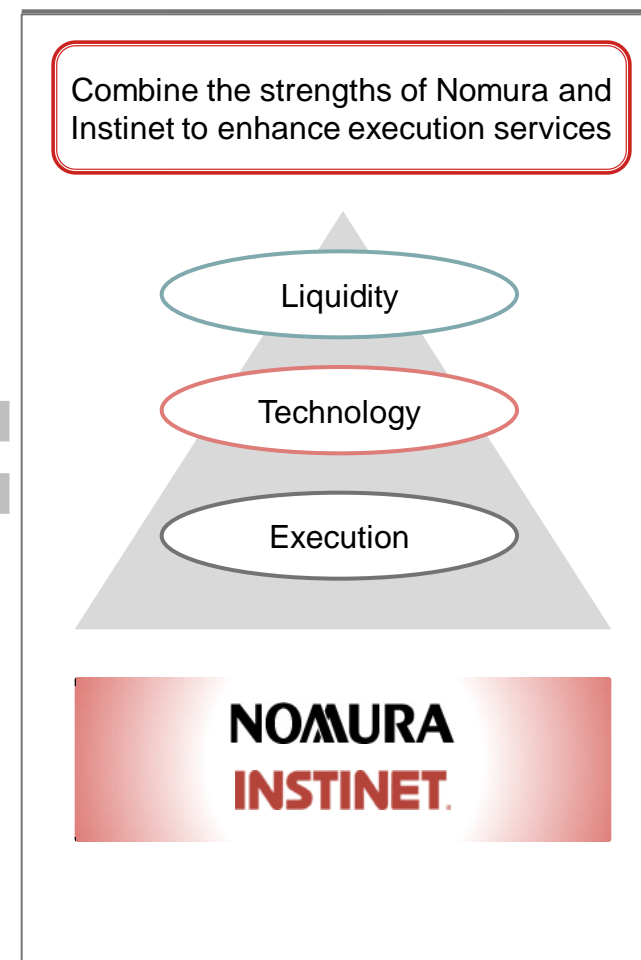 Combine the strengths of Nomura and
Instinet to enhance execution services
Liquidity
Technology
Execution
NOMURA
INSTINET.